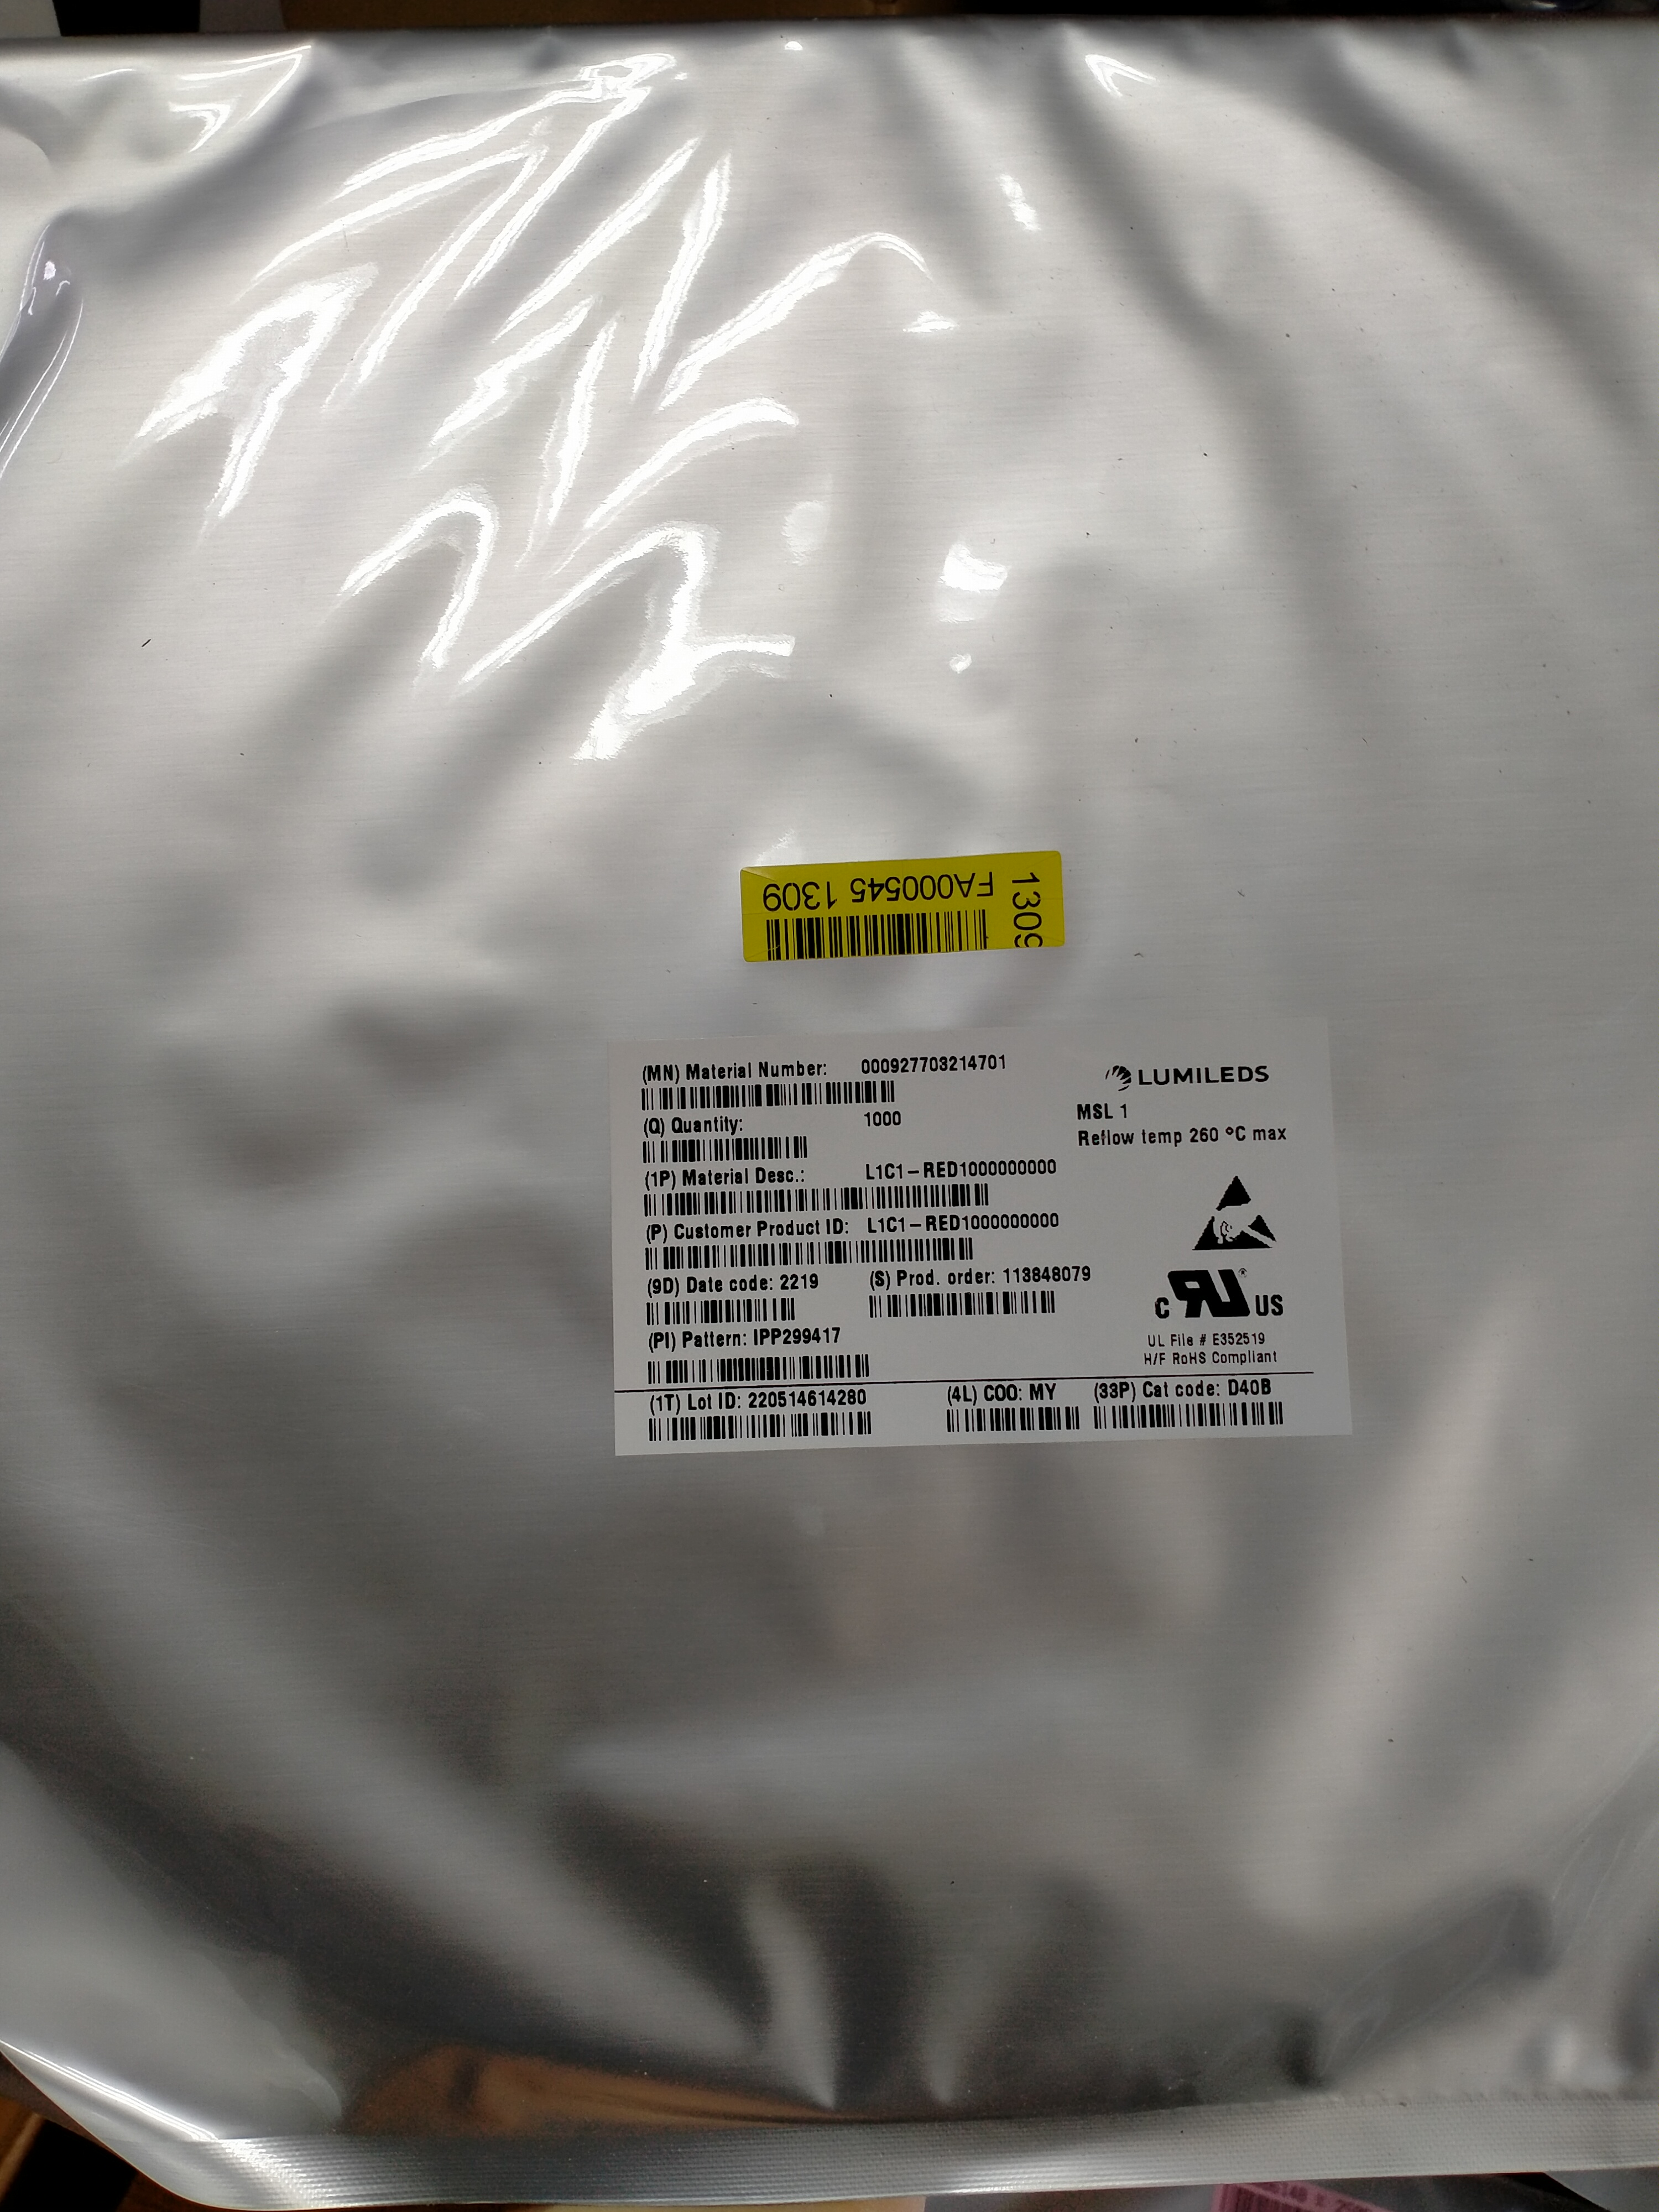 FA000545 1309
1309
(MN) Material Number: 000927703214701
LUMILEDS
(Q) Quantity: 1000
MSL 1
Reflow temp 260 °C max
(1P) Material Desc.: L1C1-RED1000000000
(P) Customer Product ID: L1C1-RED1000000000
(9D) Date code: 2219 (S) Prod. order: 113848079
C RU US
(PI) Pattern: IPP299417
UL File # E352519
H/F RoHS Compliant
(1T) Lot ID: 220514614280 (4L) COO: MY (33P) Cat code: D40B